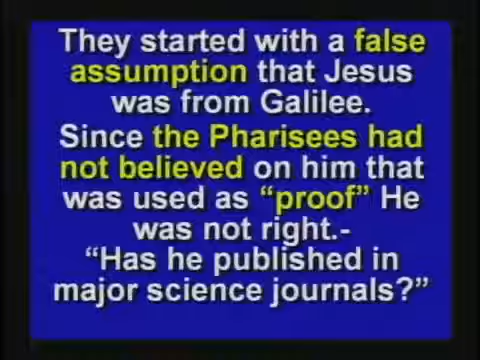 They started with a false
assumption that Jesus
was from Galilee.
Since the Pharisees had
not believed on him that
was used as “proof” He
was not right.-
“Has he published in
major science journals?”